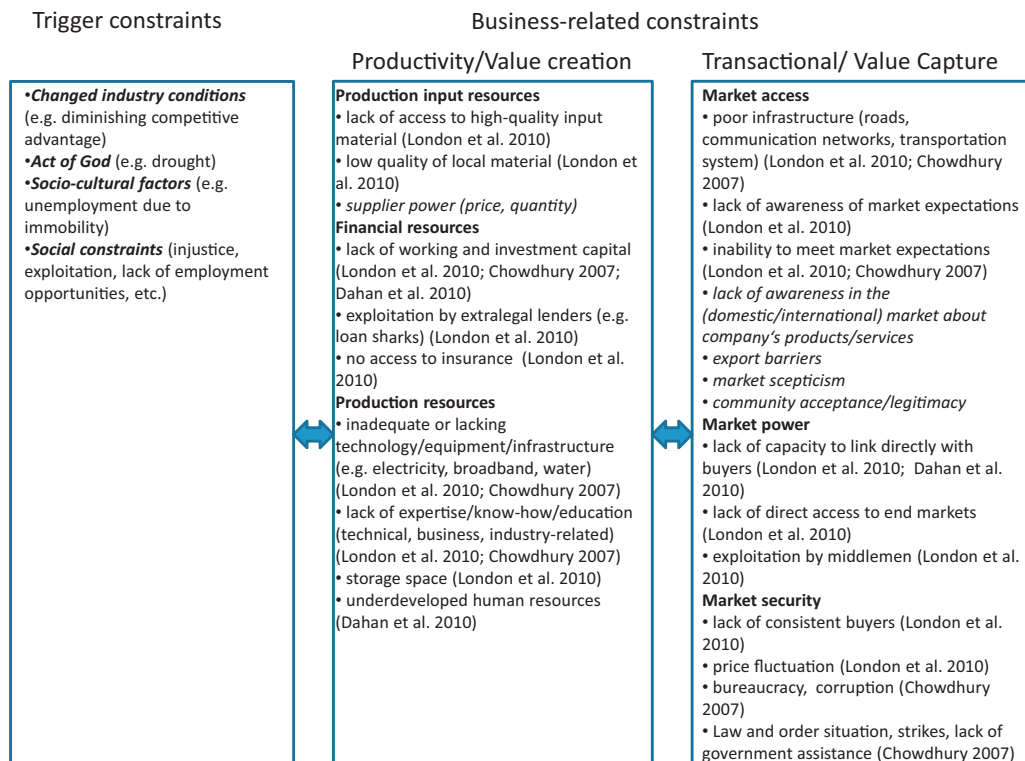 Trigger constraints
Business-related constraints
Productivity/Value creation
Transactional/ Value Capture
•Changed industry conditions
(e.g. diminishing competitive
advantage)
•Act of God (e.g. drought)
•Socio-cultural factors (e.g.
unemployment due to
immobility)
•Social constraints (injustice,
exploitation, lack of employment
opportunities, etc.)
Production input resources
• lack of access to high-quality input
material (London et al. 2010)
• low quality of local material (London et
al. 2010)
• supplier power (price, quantity)
Financial resources
• lack of working and investment capital
(London et al. 2010; Chowdhury 2007;
Dahan et al. 2010)
• exploitation by extralegal lenders (e.g.
loan sharks) (London et al. 2010)
• no access to insurance (London et al.
2010)
Production resources
• inadequate or lacking
technology/equipment/infrastructure
(e.g. electricity, broadband, water)
(London et al. 2010; Chowdhury 2007)
• lack of expertise/know-how/education
(technical, business, industry-related)
(London et al. 2010; Chowdhury 2007)
• storage space (London et al. 2010)
• underdeveloped human resources
(Dahan et al. 2010)
Market access
• poor infrastructure (roads,
communication networks, transportation
system) (London et al. 2010; Chowdhury
2007)
• lack of awareness of market expectations
(London et al. 2010)
• inability to meet market expectations
(London et al. 2010; Chowdhury 2007)
• lack of awareness in the
(domestic/international) market about
company‘s products/services
• export barriers
• market scepticism
• community acceptance/legitimacy
Market power
• lack of capacity to link directly with
buyers (London et al. 2010; Dahan et al.
2010)
• lack of direct access to end markets
(London et al. 2010)
• exploitation by middlemen (London et al.
2010)
Market security
• lack of consistent buyers (London et al.
2010)
• price fluctuation (London et al. 2010)
• bureaucracy, corruption (Chowdhury
2007)
• Law and order situation, strikes, lack of
government assistance (Chowdhury 2007)